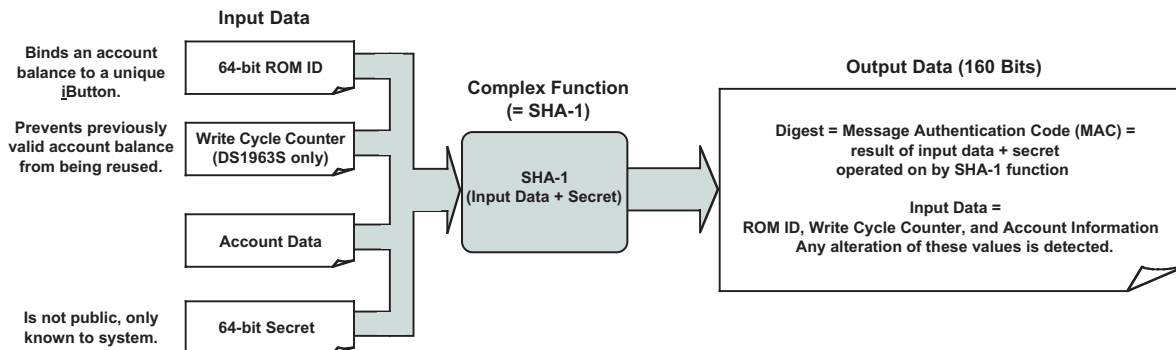 Input Data
Binds an account
balance to a unique
iButton.
64-bit ROM ID
Prevents previously
valid account balance
from being reused.
Write Cycle Counter
(DS1963S only)
Account Data
Is not public, only
known to system.
64-bit Secret
Complex Function
(= SHA-1)
SHA-1
(Input Data + Secret)
Output Data (160 Bits)
Digest = Message Authentication Code (MAC) =
result of input data + secret
operated on by SHA-1 function
Input Data =
ROM ID, Write Cycle Counter, and Account Information
Any alteration of these values is detected.